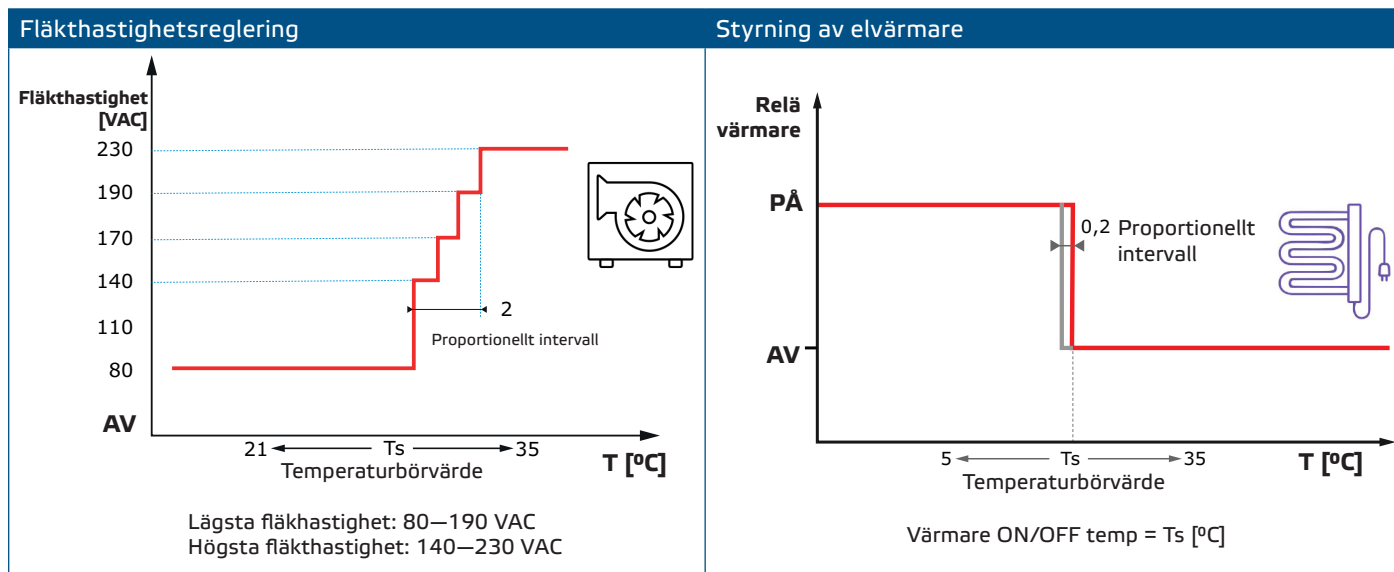 Fläkthastighetsreglering
Fläkthastighet
[VAC]
230
190
170
140
110
80
AV
2
Proportionellt intervall
21
Ts
35
Temperaturbörvärde
T [ºC]
Lägsta fläkhastighet: 80—190 VAC
Högsta fläkthastighet: 140—230 VAC
Styrning av elvärmare
Relä
värmare
PÅ
0,2 Proportionellt
intervall
AV
5
Ts
35
Temperaturbörvärde
T [ºC]
Värmare ON/OFF temp = Ts [ºC]